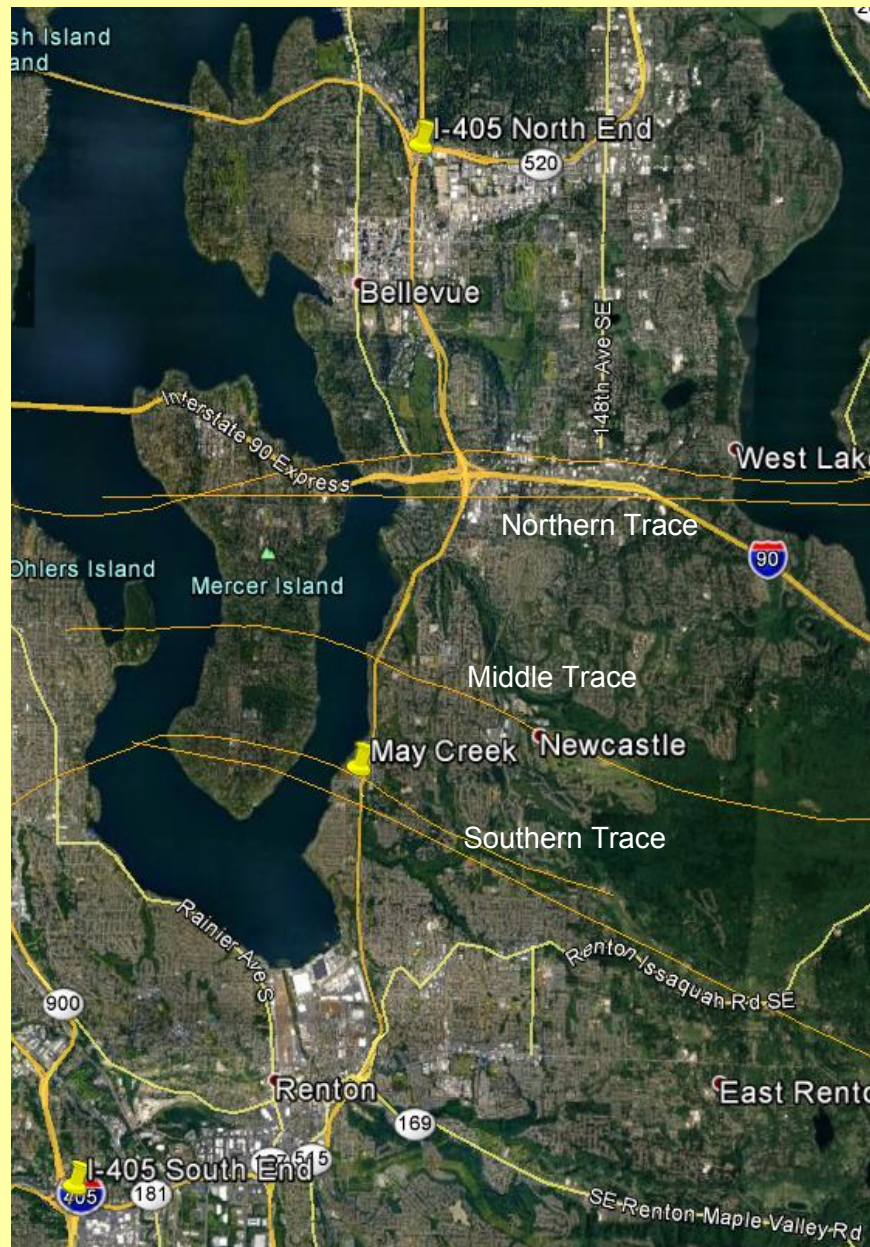 sh Island
and
I-405 North End
520
Bellevue
148th Ave SE
Interstate 90 Express
West Lake
Northern Trace
90
Ohlers Island
Mercer Island
Middle Trace
May Creek
Newcastle
Southern Trace
Rainier Ave S
Renton Issaquah Rd SE
900
Renton
East Rento
169
515
I-405 South End
405
181
SE Renton Maple Valley Rd